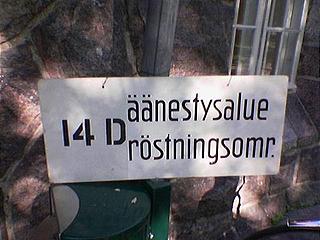 14 D äänestysalue
röstningsomr.